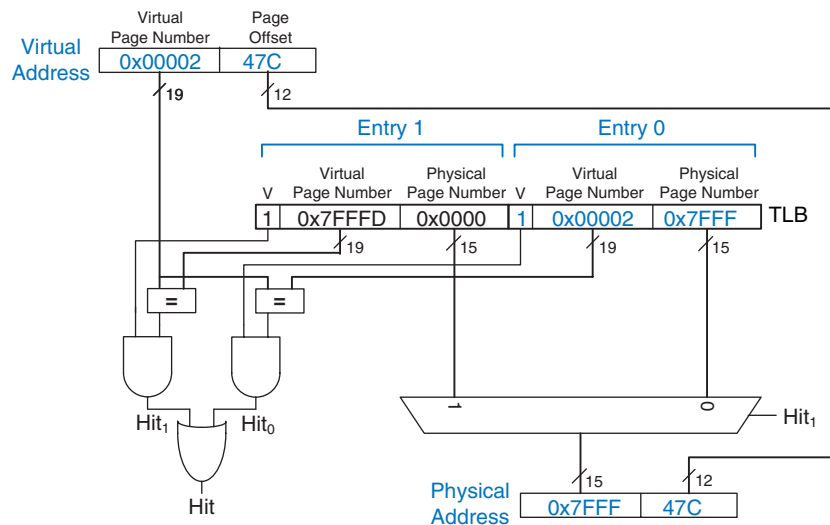 Virtual
Page Number
Page
Offset
Virtual
Address
0x00002
47C
19
12
Entry 1
Entry 0
V
Virtual
Page Number
Physical
Page Number
V
Virtual
Page Number
Physical
Page Number
1
0x7FFFD
0x0000
1
0x00002
0x7FFF
TLB
19
15
19
15
=
=
1
0
Hit₁
Hit₁
Hit₀
Hit
15
12
Physical
Address
0x7FFF
47C